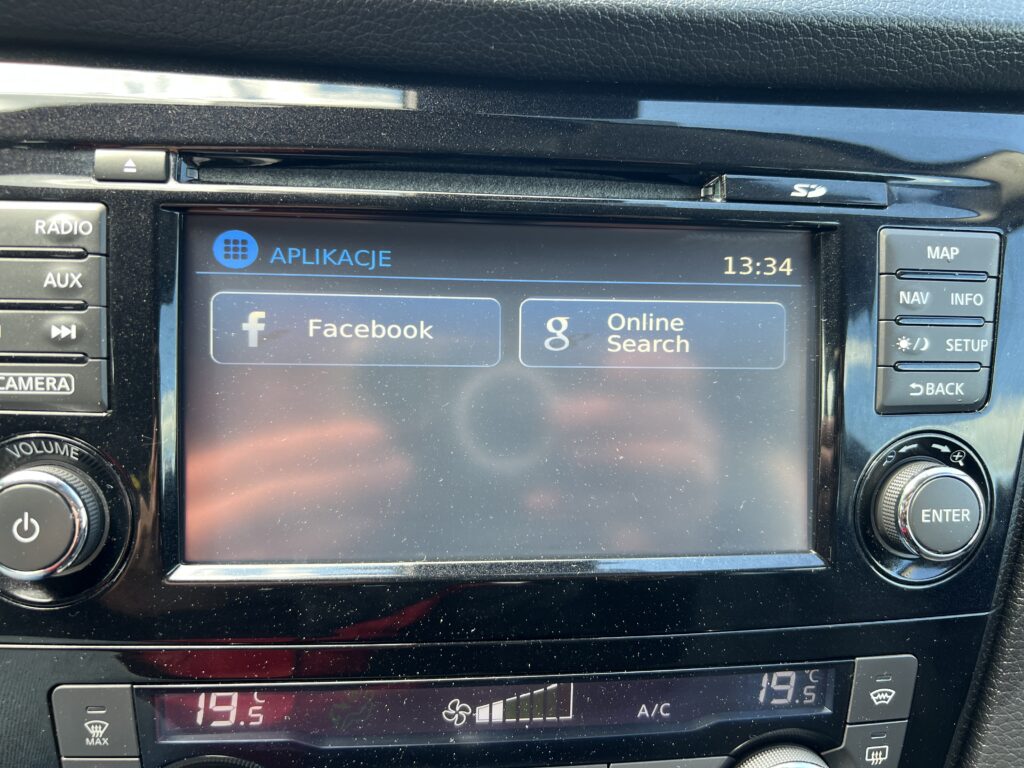 SD
RADIO
AUX
CAMERA
VOLUME
APLIKACJE
13:34
f Facebook
g Online
Search
MAP
NAV INFO
SETUP
BACK
ENTER
MAX
19.5 °C
A/C
19.5 °C